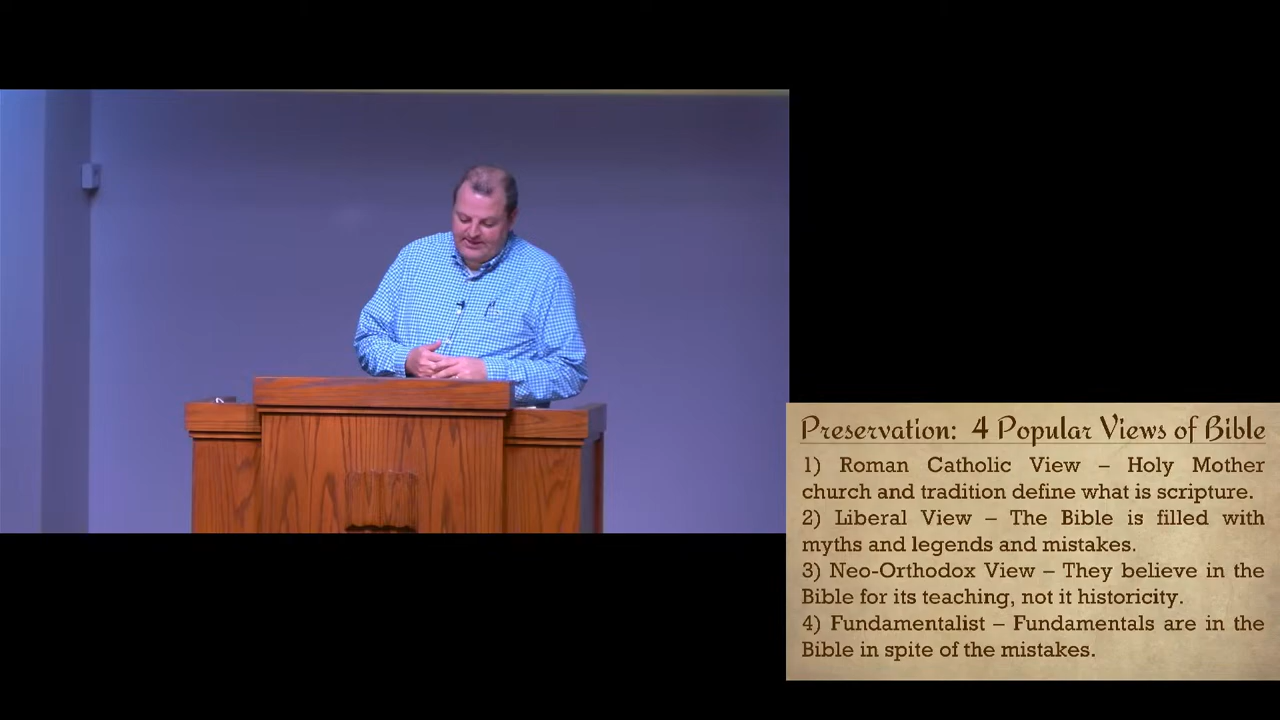 Preservation: 4 Popular Views of Bible
1) Roman Catholic View – Holy Mother
church and tradition define what is scripture.
2) Liberal View – The Bible is filled with
myths and legends and mistakes.
3) Neo-Orthodox View – They believe in the
Bible for its teaching, not it historicity.
4) Fundamentalist – Fundamentals are in the
Bible in spite of the mistakes.